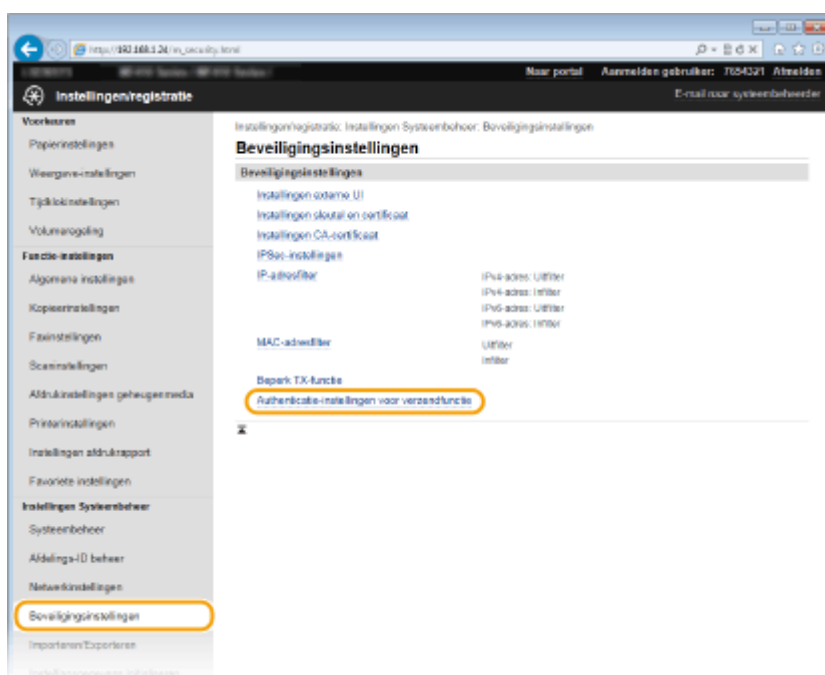 http://192.168.1.24/m_security.html
Naar portal Aanmelden gebruiker: 7654321 Afmelden
Instellingen/registratie
E-mail naar systeembeheerder
Voorkeuren
Papierinstellingen
Weergave-instellingen
Tijdklokinstellingen
Volumeregeling
Functie-instellingen
Algemene instellingen
Kopieerinstellingen
Faxinstellingen
Scaninstellingen
Afdrukinstellingen geheugenmedia
Printerinstellingen
Instellingen afdrukrapport
Favoriete instellingen
Instellingen Systeembeheer
Systeembeheer
Afdelings-ID beheer
Netwerkinstellingen
Beveiligingsinstellingen
Importeren/Exporteren
Instellingen/registratie: Instellingen Systeembeheer: Beveiligingsinstellingen
Beveiligingsinstellingen
Beveiligingsinstellingen
Instellingen externe UI
Instellingen sleutel en certificaat
Instellingen CA-certificaat
IPSec-instellingen
IP-adresfilter
IPv4-adres: Uitfilter
IPv4-adres: Infilter
IPv6-adres: Uitfilter
IPv6-adres: Infilter
MAC-adresfilter
Uitfilter
Infilter
Beperk TX-functie
Authenticatie-instellingen voor verzendfunctie